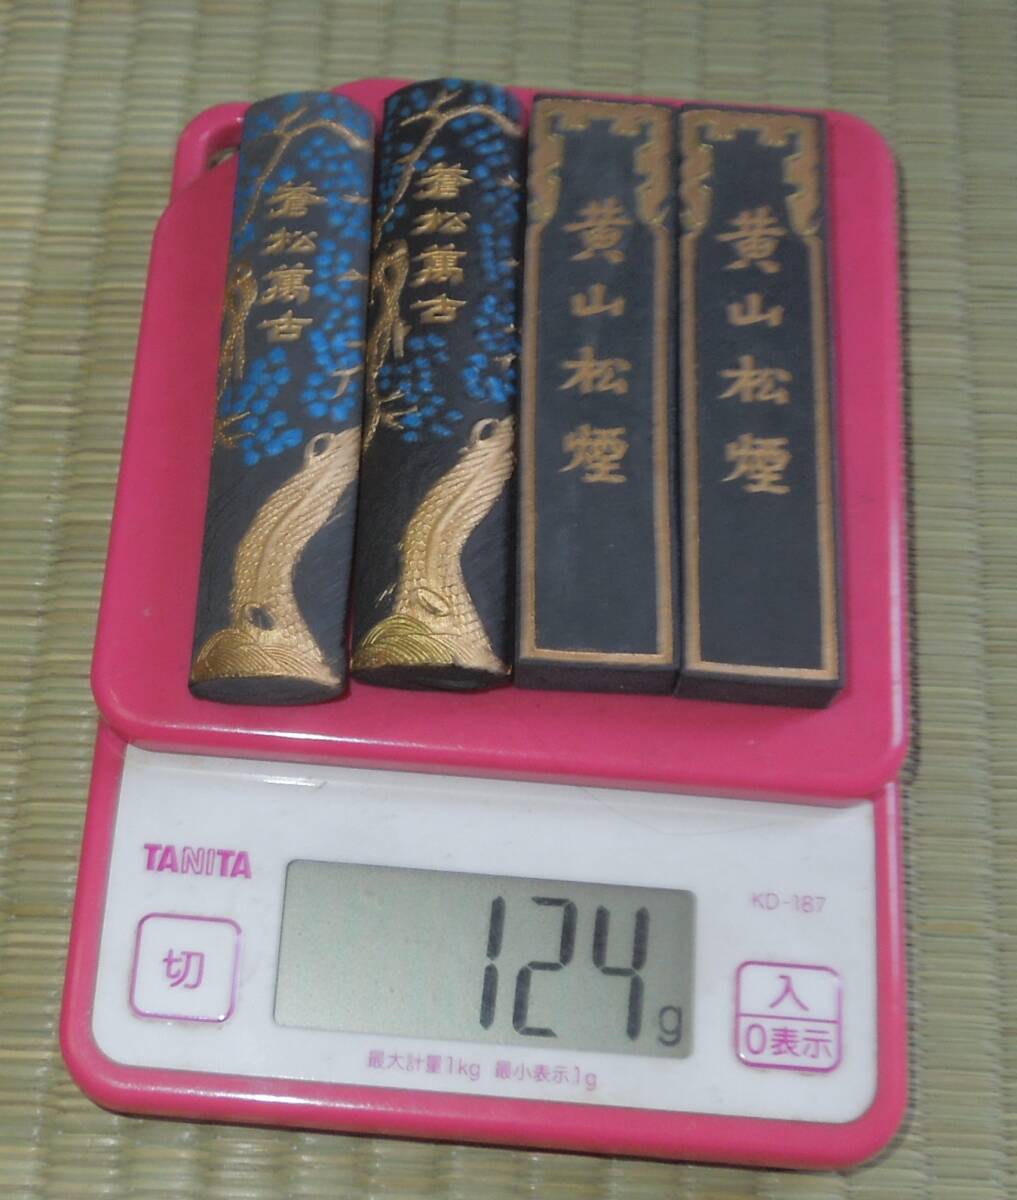 蒼松萬古
蒼松萬古
黄山松煙
黄山松煙
TANITA
KD-187
切
124g
入
0表示
最大計量1kg 最小表示1g